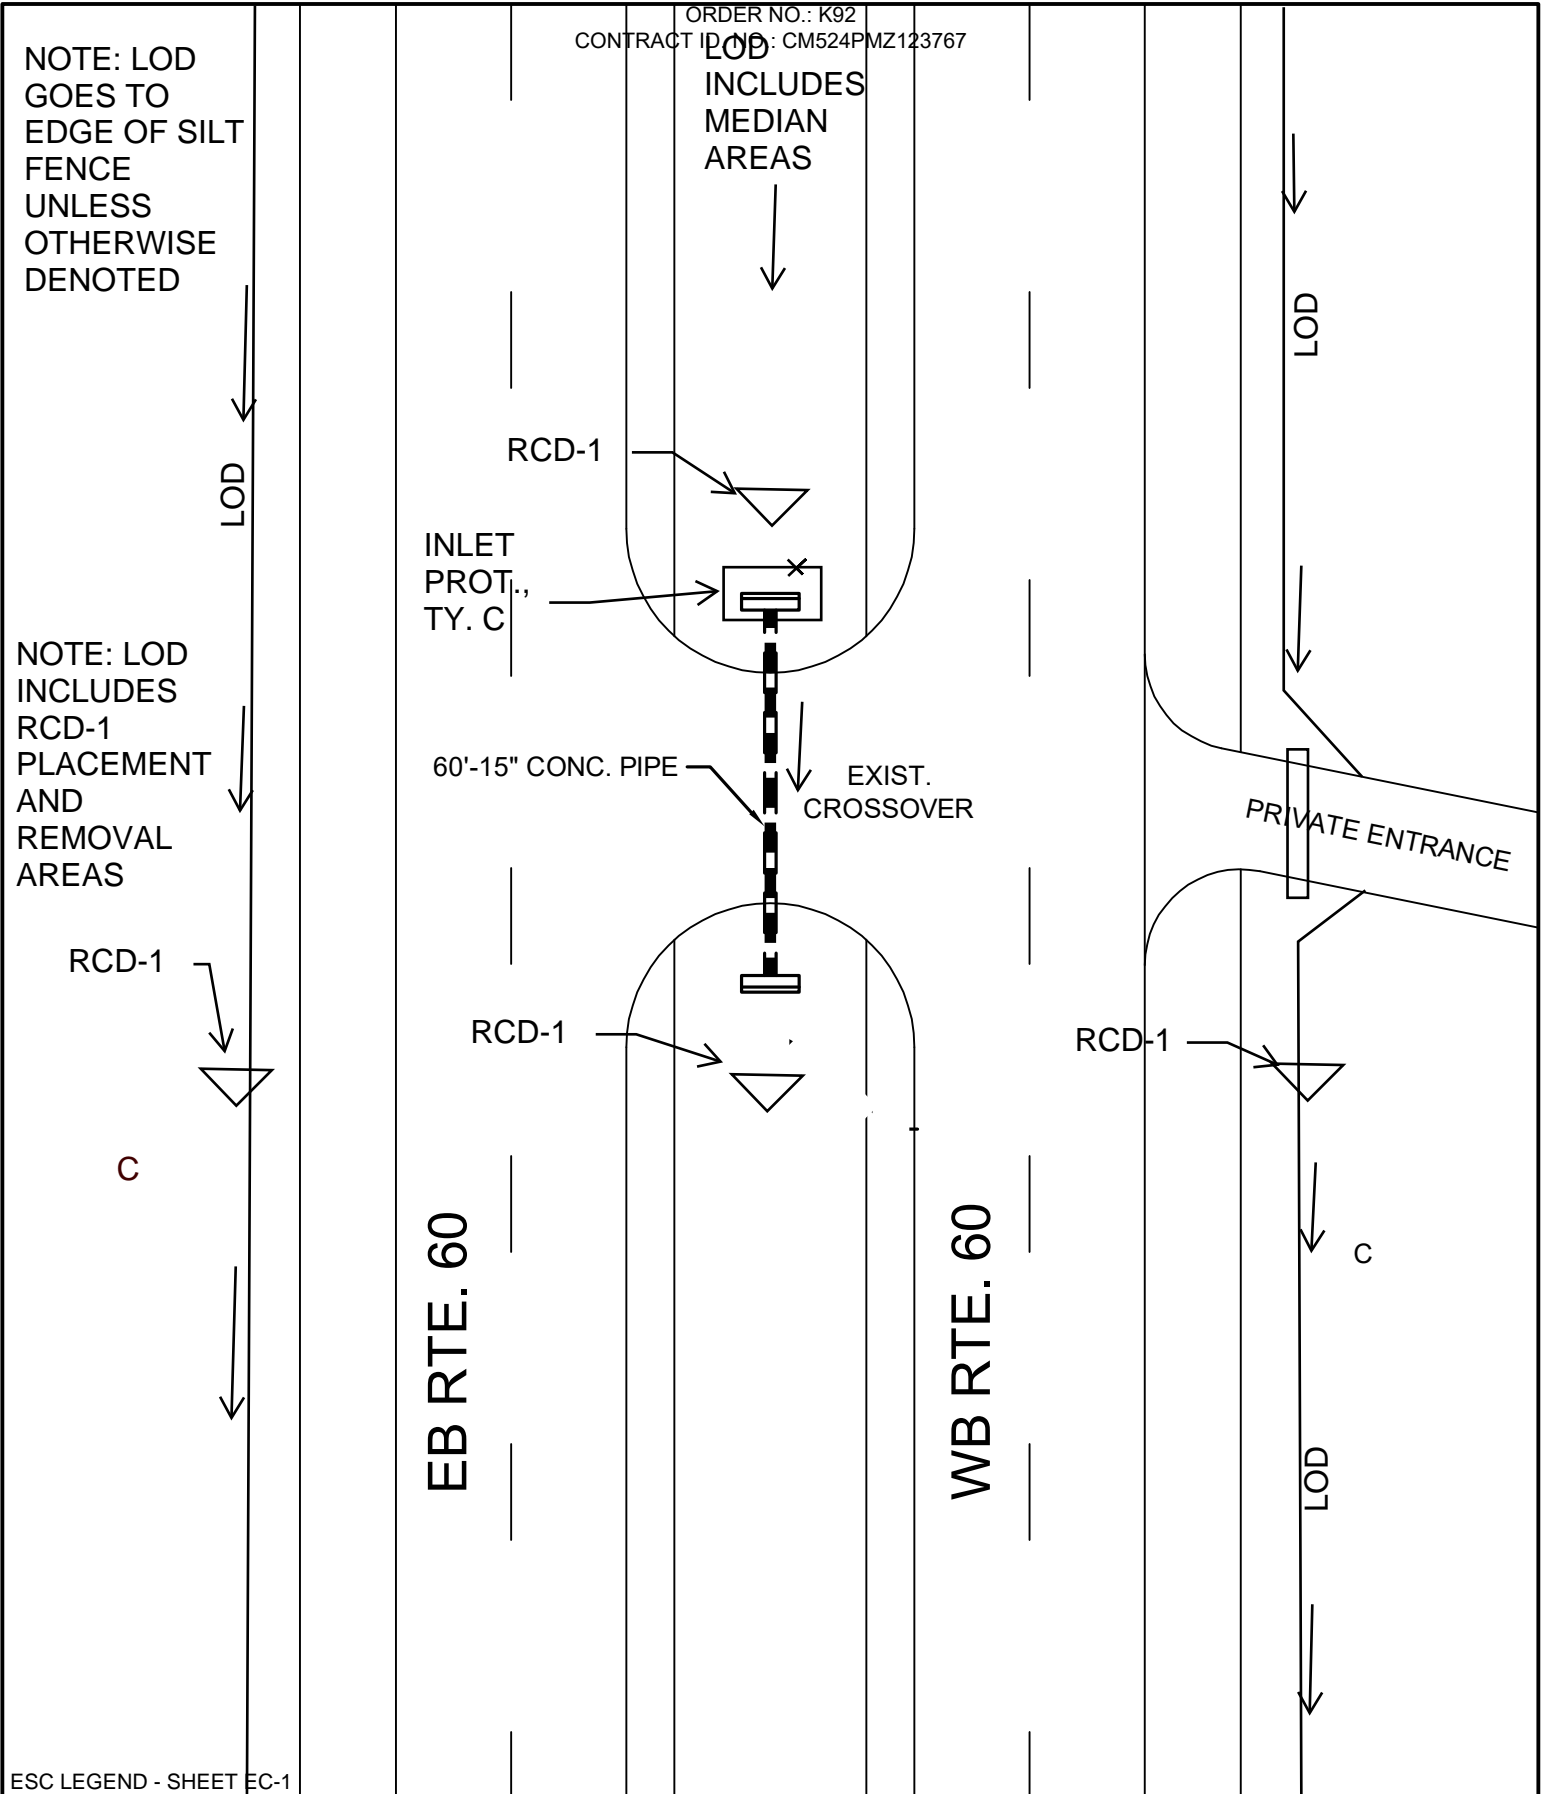 ORDER NO.: K92
CONTRACT ID. NO.: CM524PMZ123767
NOTE: LOD
GOES TO
EDGE OF SILT
FENCE
UNLESS
OTHERWISE
DENOTED
LOD
INCLUDES
MEDIAN
AREAS
LOD
LOD
RCD-1
INLET
PROT.,
TY. C
NOTE: LOD
INCLUDES
RCD-1
PLACEMENT
AND
REMOVAL
AREAS
60'-15" CONC. PIPE
EXIST.
CROSSOVER
PRIVATE ENTRANCE
RCD-1
RCD-1
RCD-1
C
C
EB RTE. 60
WB RTE. 60
LOD
ESC LEGEND - SHEET EC-1